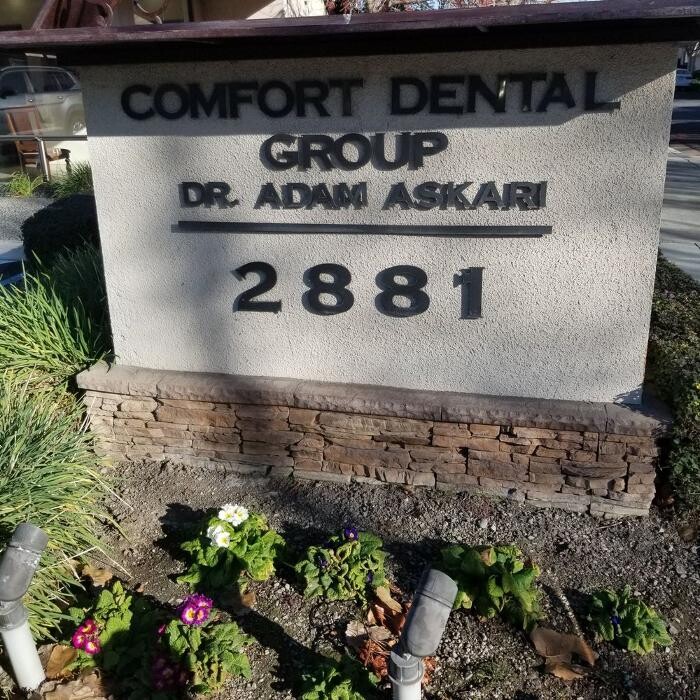 COMFORT DENTAL
GROUP
DR. ADAM ASKARI
2881